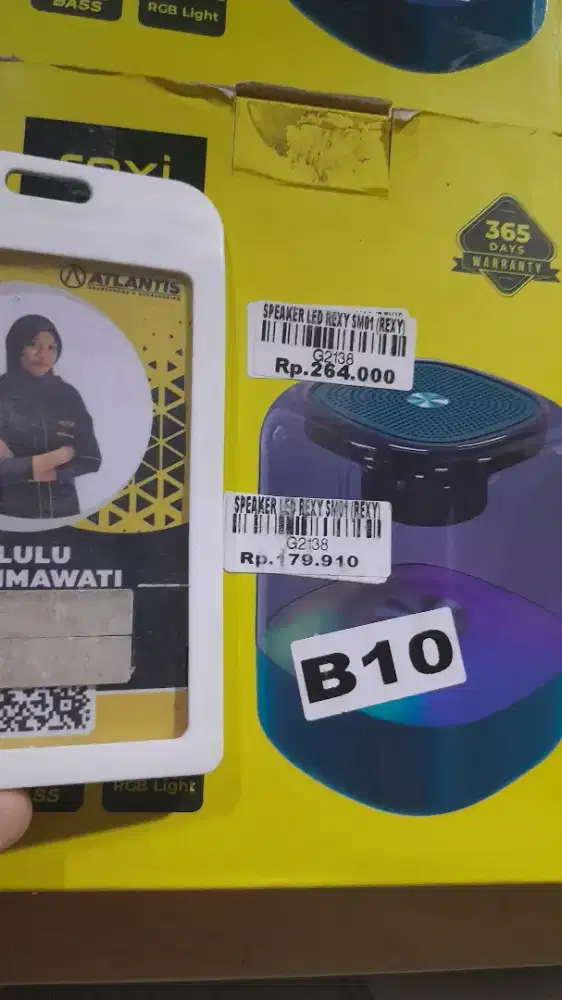 BASS
RGB Light
365
DAYS
WARRANTY
ATLANTIS
SPEAKER LED REXY SM01 (REXY)
G2138
Rp.264.000
SPEAKER LED REXY SM01 (REXY)
G2138
Rp.179.910
LULU
IMAWATI
B10
SS
RGB Light